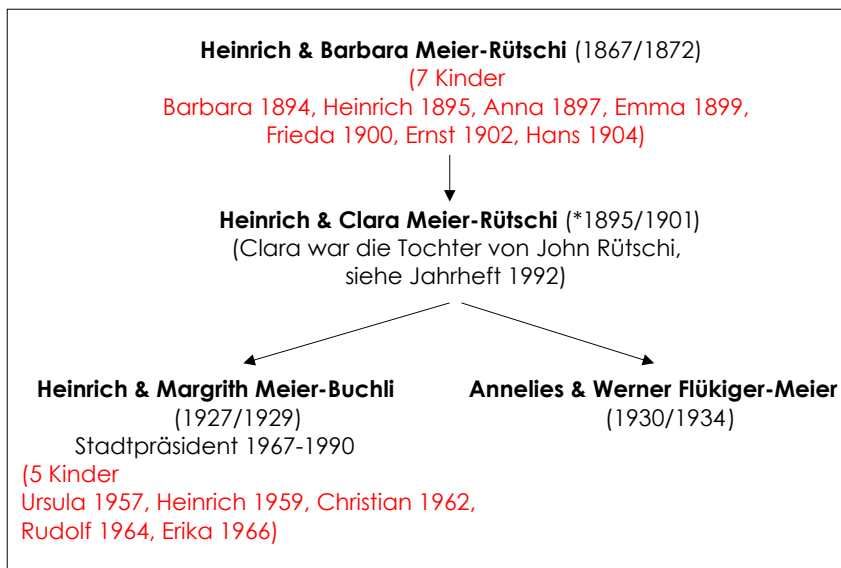 Heinrich & Barbara Meier-Rütschi (1867/1872)
(7 Kinder
Barbara 1894, Heinrich 1895, Anna 1897, Emma 1899,
Frieda 1900, Ernst 1902, Hans 1904)
Heinrich & Clara Meier-Rütschi (*1895/1901)
(Clara war die Tochter von John Rütschi,
siehe Jahrheft 1992)
Heinrich & Margrith Meier-Buchli
(1927/1929)
Stadtpräsident 1967-1990
(5 Kinder
Ursula 1957, Heinrich 1959, Christian 1962,
Rudolf 1964, Erika 1966)
Annelies & Werner Flükiger-Meier
(1930/1934)